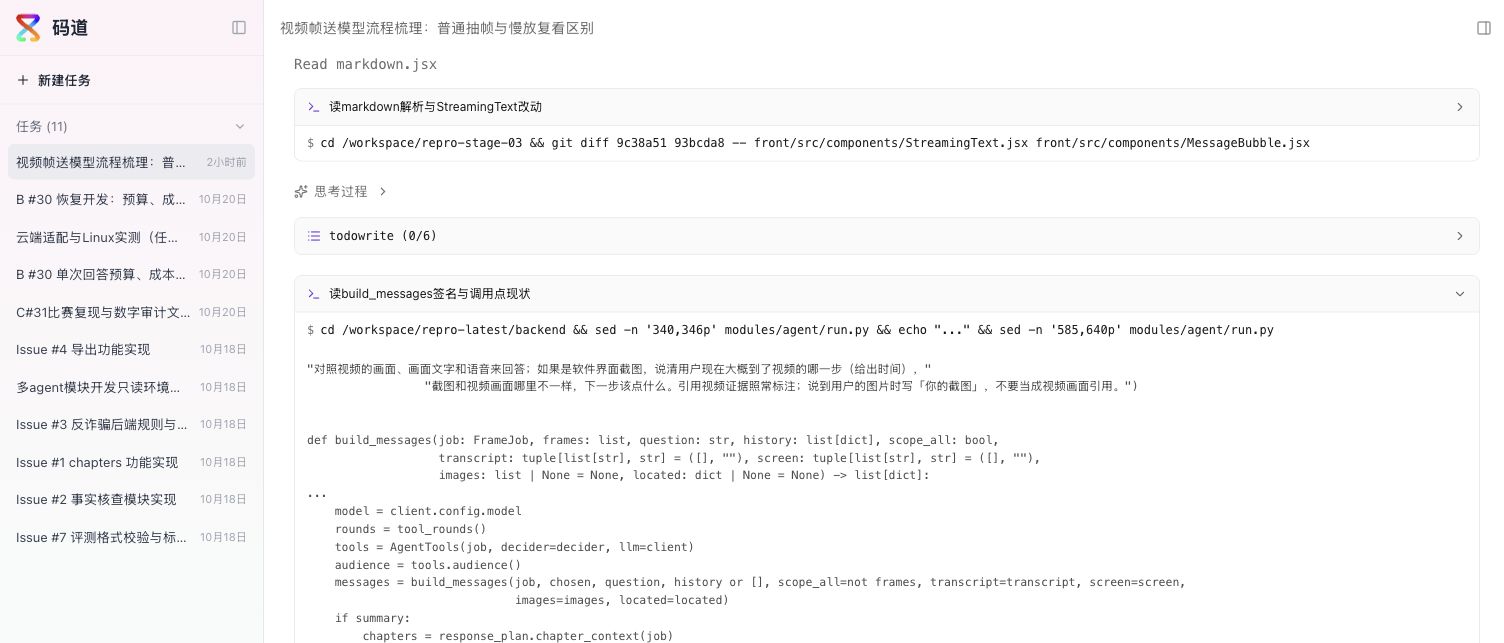 码道
视频帧送模型流程梳理：普通抽帧与慢放复看区别
新建任务
任务 (11)
视频帧送模型流程梳理：普... 2小时前
B #30 恢复开发：预算、成... 10月20日
云端适配与Linux实测（任... 10月20日
B #30 单次回答预算、成本... 10月20日
C#31比赛复现与数字审计文... 10月20日
Issue #4 导出功能实现 10月18日
多agent模块开发只读环境... 10月18日
Issue #3 反诈骗后端规则与... 10月18日
Issue #1 chapters 功能实现 10月18日
Issue #2 事实核查模块实现 10月18日
Issue #7 评测格式校验与标... 10月18日
Read markdown.jsx
读markdown解析与StreamingText改动
$ cd /workspace/repro-stage-03 && git diff 9c38a51 93bcda8 -- front/src/components/StreamingText.jsx front/src/components/MessageBubble.jsx
思考过程
todowrite (0/6)
读build_messages签名与调用点现状
$ cd /workspace/repro-latest/backend && sed -n '340,346p' modules/agent/run.py && echo "..." && sed -n '585,640p' modules/agent/run.py
"对照视频的画面、画面文字和语音来回答；如果是软件界面截图，说清用户现在大概到了视频的哪一步（给出时间），"
"截图和视频画面哪里不一样，下一步该点什么。引用视频证据照常标注；说到用户的图片时写「你的截图」，不要当成视频画面引用。")
def build_messages(job: FrameJob, frames: list, question: str, history: list[dict], scope_all: bool,
transcript: tuple[list[str], str] = ([], ""), screen: tuple[list[str], str] = ([], ""),
images: list | None = None, located: dict | None = None) -> list[dict]:
...
model = client.config.model
rounds = tool_rounds()
tools = AgentTools(job, decider=decider, llm=client)
audience = tools.audience()
messages = build_messages(job, chosen, question, history or [], scope_all=not frames, transcript=transcript, screen=screen,
images=images, located=located)
if summary:
chapters = response_plan.chapter_context(job)